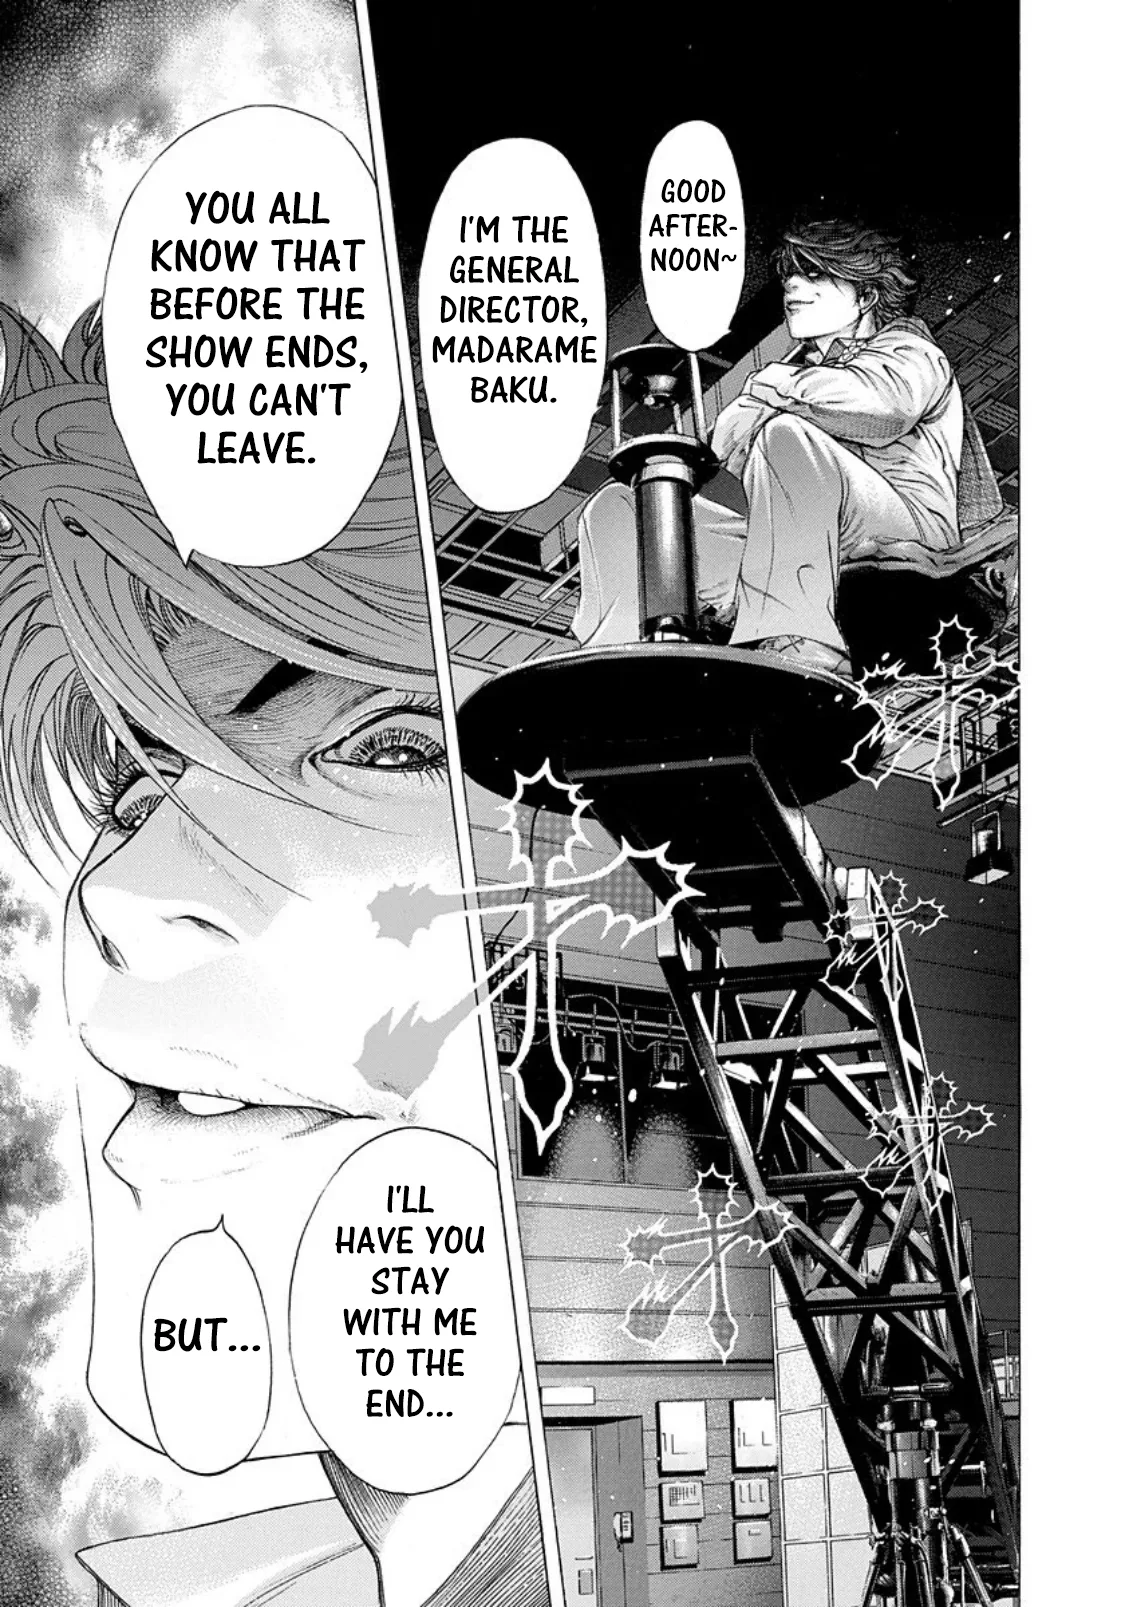 GOOD
AFTER-
NOON~
I'M THE
GENERAL
DIRECTOR,
MADARAME
BAKU.
YOU ALL
KNOW THAT
BEFORE THE
SHOW ENDS,
YOU CAN'T
LEAVE.
I'LL
HAVE YOU
STAY
WITH ME
TO THE
END...
BUT...